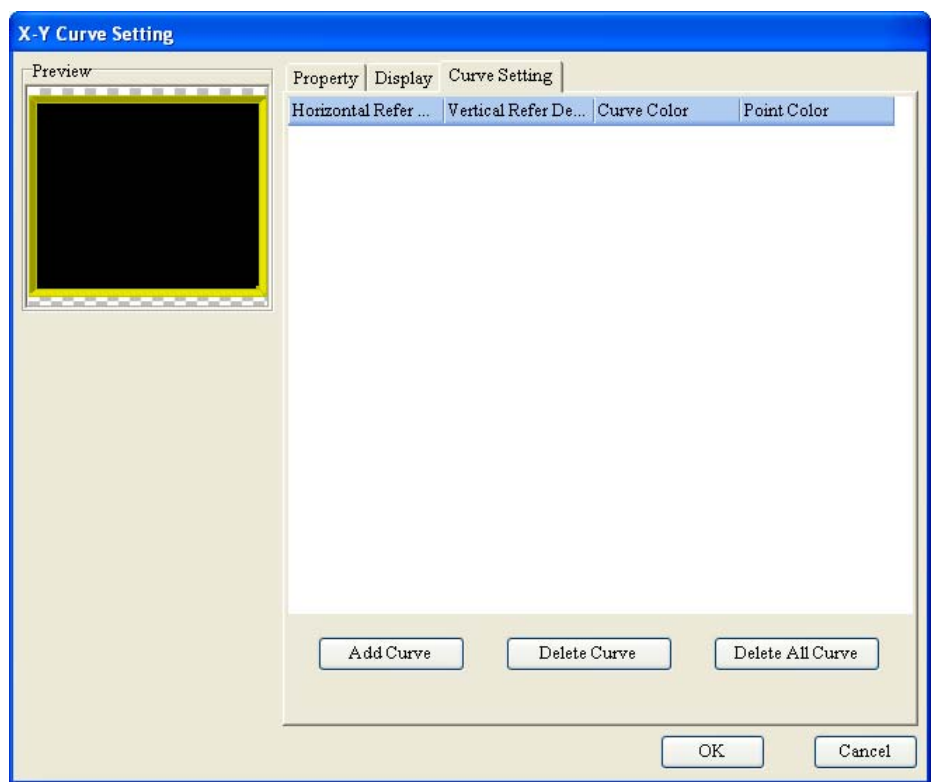 X-Y Curve Setting
Preview
Property Display Curve Setting
Horizontal Refer ... Vertical Refer De... Curve Color Point Color
Add Curve Delete Curve Delete All Curve
OK Cancel